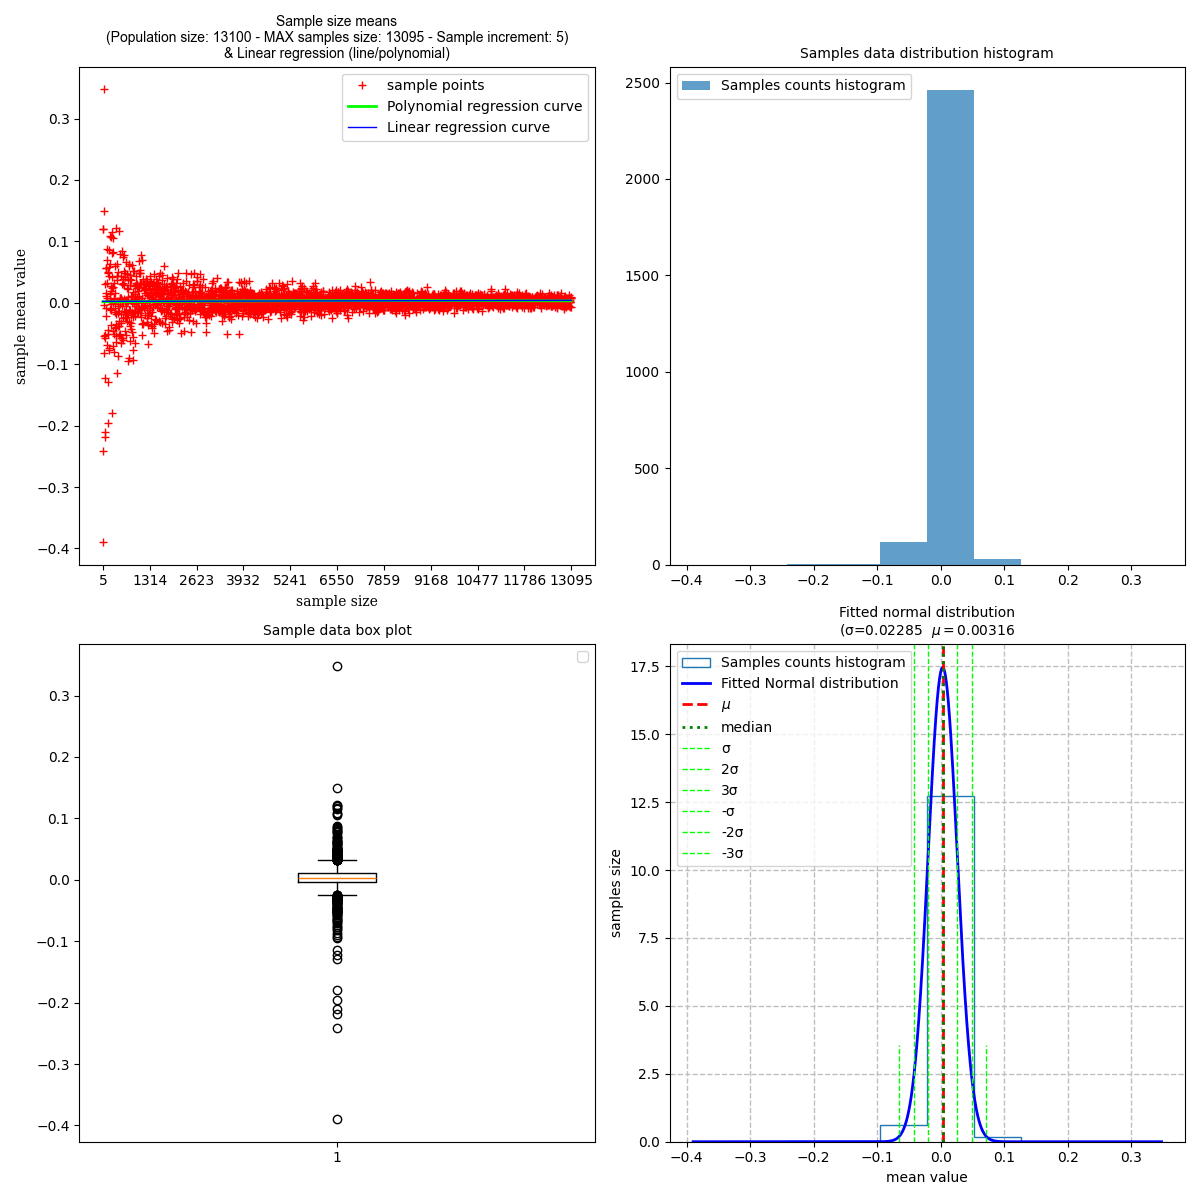 Sample size means
(Population size: 13100 - MAX samples size: 13095 - Sample increment: 5)
& Linear regression (line/polynomial)
sample points
Polynomial regression curve
Linear regression curve
0.3
0.2
0.1
0.0
−0.1
−0.2
−0.3
−0.4
sample mean value
5 1314 2623 3932 5241 6550 7859 9168 10477 11786 13095
sample size
Samples data distribution histogram
Samples counts histogram
2500
2000
1500
1000
500
0
−0.4 −0.3 −0.2 −0.1 0.0 0.1 0.2 0.3
Sample data box plot
0.3
0.2
0.1
0.0
−0.1
−0.2
−0.3
−0.4
1
Fitted normal distribution
(σ=0.02285 μ = 0.00316
Samples counts histogram
Fitted Normal distribution
μ
median
σ
2σ
3σ
-σ
-2σ
-3σ
17.5
15.0
12.5
10.0
7.5
5.0
2.5
0.0
samples size
−0.4 −0.3 −0.2 −0.1 0.0 0.1 0.2 0.3
mean value